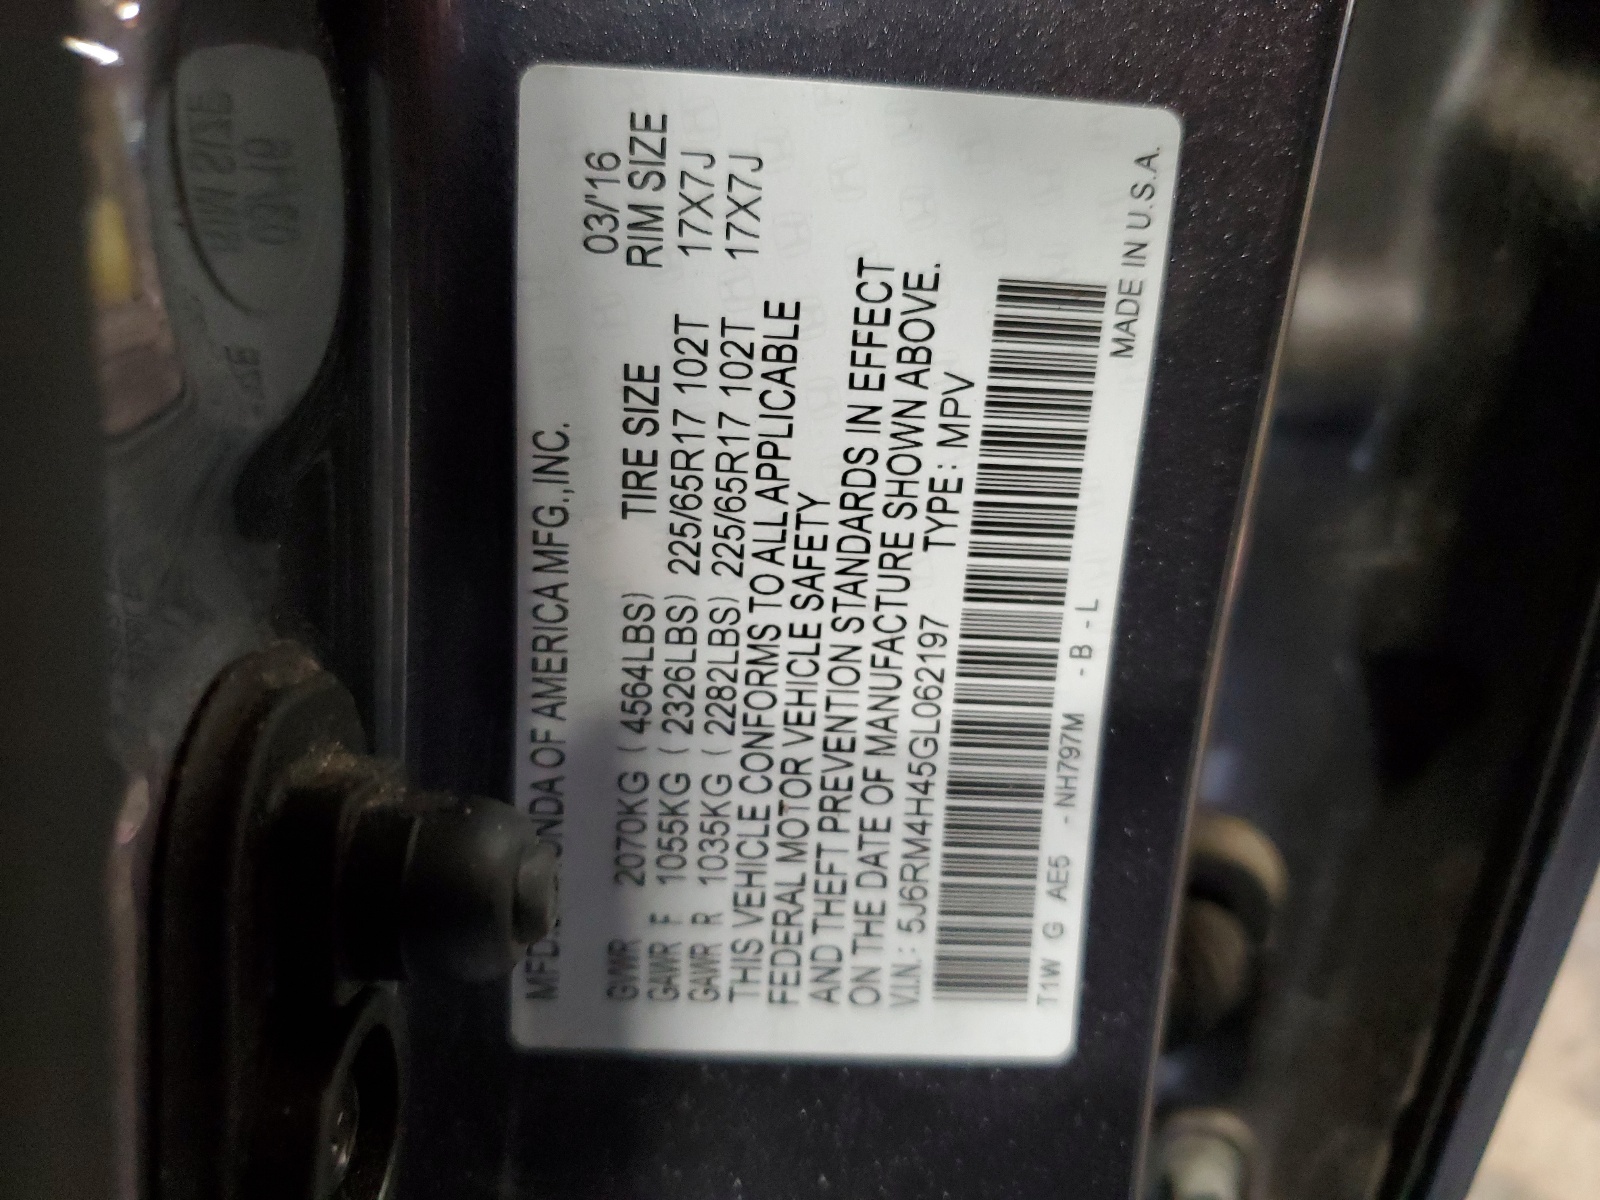 MFD. BY HONDA OF AMERICA MFG.,INC.
03/'16
GVWR 2070KG ( 4564LBS) TIRE SIZE RIM SIZE
GAWR F 1055KG ( 2326LBS) 225/65R17 102T 17X7J
GAWR R 1035KG ( 2282LBS) 225/65R17 102T 17X7J
THIS VEHICLE CONFORMS TO ALL APPLICABLE
FEDERAL MOTOR VEHICLE SAFETY
AND THEFT PREVENTION STANDARDS IN EFFECT
ON THE DATE OF MANUFACTURE SHOWN ABOVE.
V.I.N.: 5J6RM4H45GL062197 TYPE: MPV
T1W G AE5 -NH797M -B -L
MADE IN U.S.A.